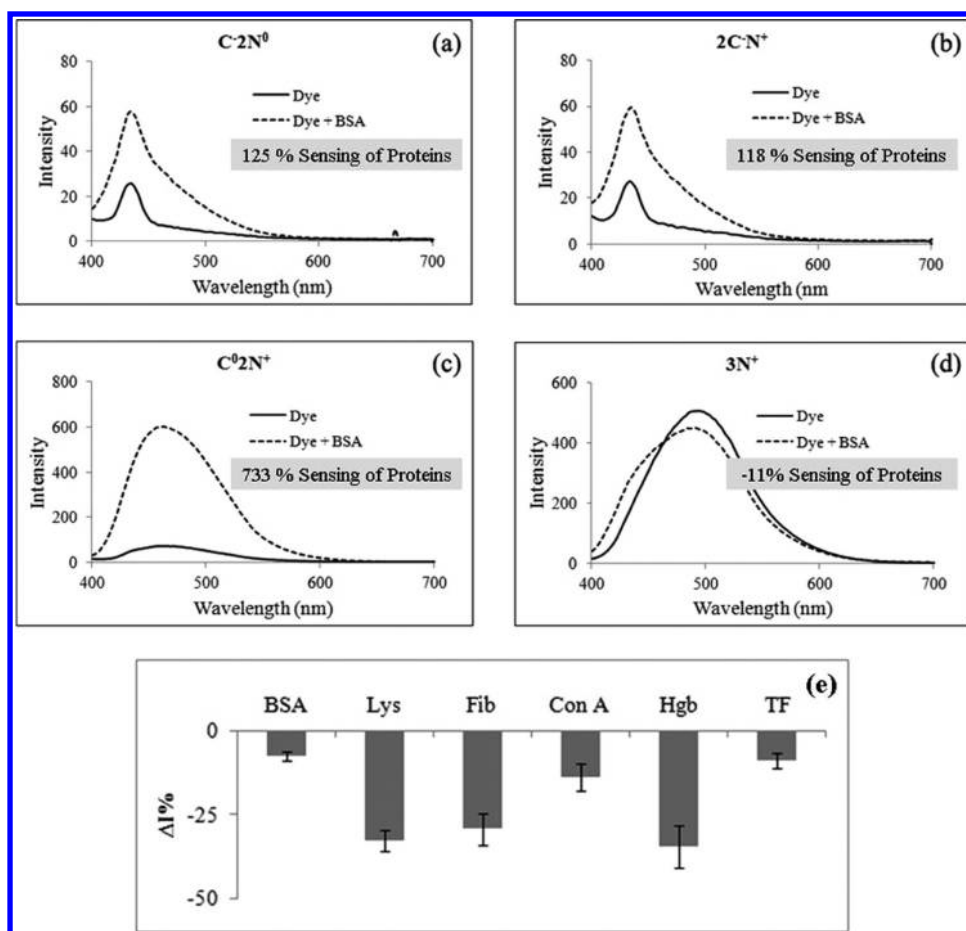 C⁻2N⁰ (a)
80
60
40
20
0
Intensity
Dye
Dye + BSA
125 % Sensing of Proteins
400 500 600 700
Wavelength (nm)
2C⁻N⁺ (b)
80
60
40
20
0
Intensity
Dye
Dye + BSA
118 % Sensing of Proteins
400 500 600 700
Wavelength (nm
C⁰2N⁺ (c)
800
600
400
200
0
Intensity
Dye
Dye + BSA
733 % Sensing of Proteins
400 500 600 700
Wavelength (nm)
3N⁺ (d)
600
400
200
0
Intensity
Dye
Dye + BSA
-11% Sensing of Proteins
400 500 600 700
Wavelength (nm)
(e)
BSA Lys Fib Con A Hgb TF
0
-25
-50
ΔI%